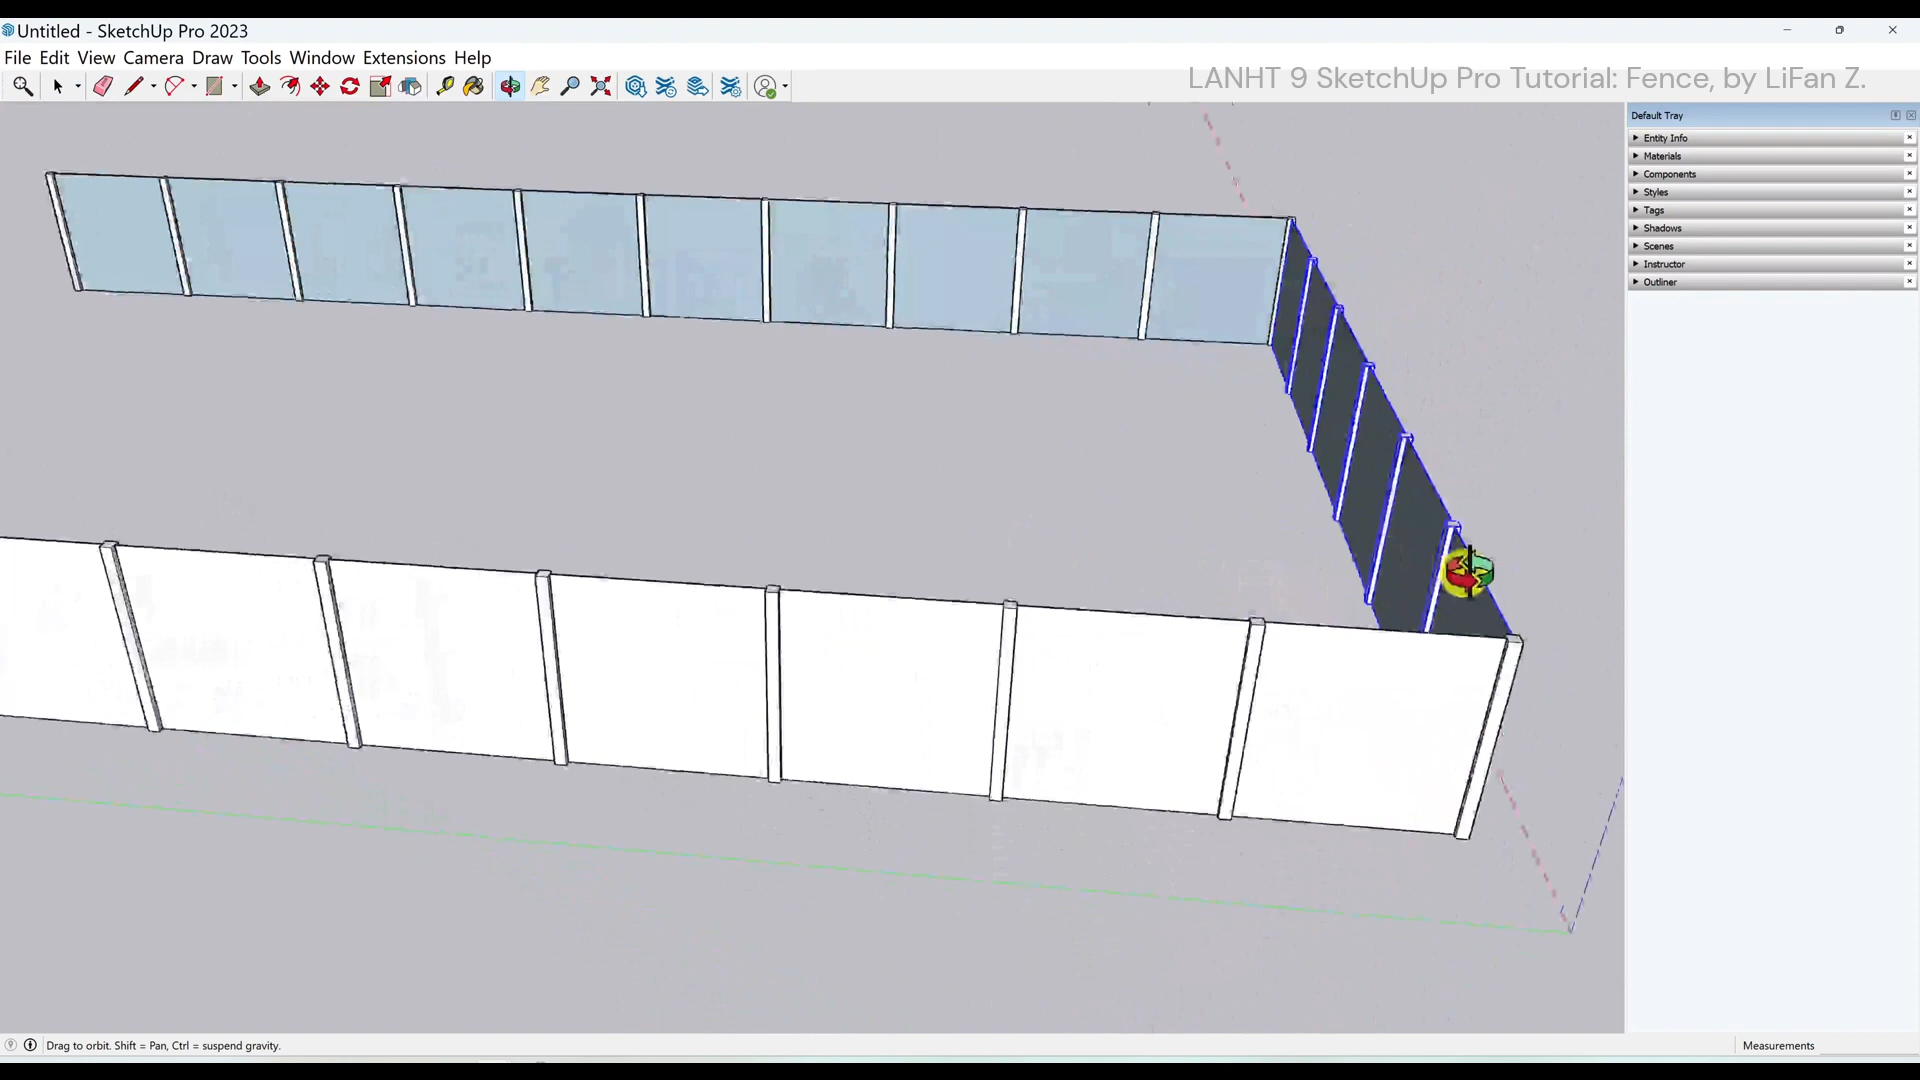 Untitled - SketchUp Pro 2023
File Edit View Camera Draw Tools Window Extensions Help
LANHT 9 SketchUp Pro Tutorial: Fence, by LiFan Z.
Default Tray
Entity Info
Materials
Components
Styles
Tags
Shadows
Scenes
Instructor
Outliner
Drag to orbit. Shift = Pan, Ctrl = suspend gravity.
Measurements